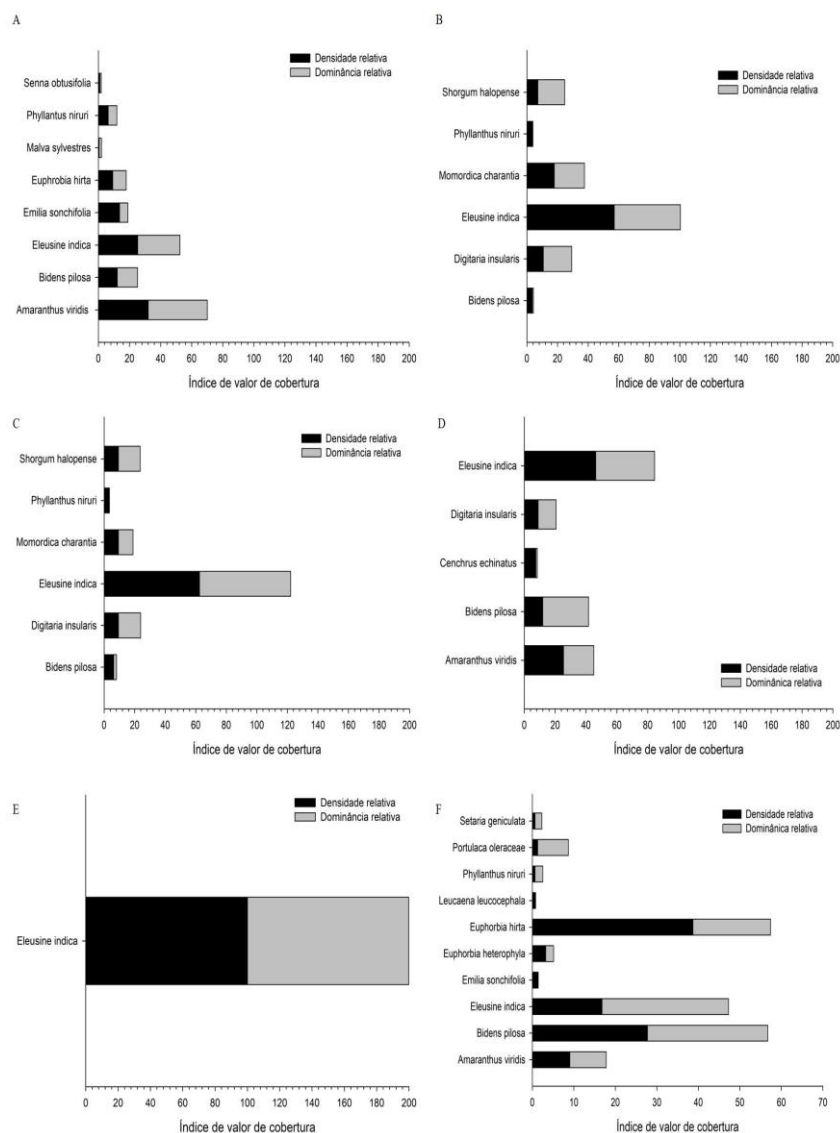 A
Densidade relativa
Dominância relativa
Senna obtusifolia
Phyllantus niruri
Malva sylvestres
Euphrobia hirta
Emilia sonchifolia
Eleusine indica
Bidens pilosa
Amaranthus viridis
0 20 40 60 80 100 120 140 160 180 200
Índice de valor de cobertura
B
Densidade relativa
Dominância relativa
Shorgum halopense
Phyllanthus niruri
Momordica charantia
Eleusine indica
Digitaria insularis
Bidens pilosa
0 20 40 60 80 100 120 140 160 180 200
Índice de valor de cobertura
C
Densidade relativa
Dominância relativa
Shorgum halopense
Phyllanthus niruri
Momordica charantia
Eleusine indica
Digitaria insularis
Bidens pilosa
0 20 40 60 80 100 120 140 160 180 200
Índice de valor de cobertura
D
Eleusine indica
Digitaria insularis
Cenchrus echinatus
Bidens pilosa
Amaranthus viridis
Densidade relativa
Dominânica relativa
0 20 40 60 80 100 120 140 160 180 200
Índice de valor de cobertura
E
Densidade relativa
Dominância relativa
Eleusine indica
0 20 40 60 80 100 120 140 160 180 200
Índice de valor de cobertura
F
Densidade relativa
Dominânica relativa
Setaria geniculata
Portulaca oleraceae
Phyllanthus niruri
Leucaena leucocephala
Euphorbia hirta
Euphorbia heterophyla
Emilia sonchifolia
Eleusine indica
Bidens pilosa
Amaranthus viridis
0 10 20 30 40 50 60 70
Índice de valor de cobertura